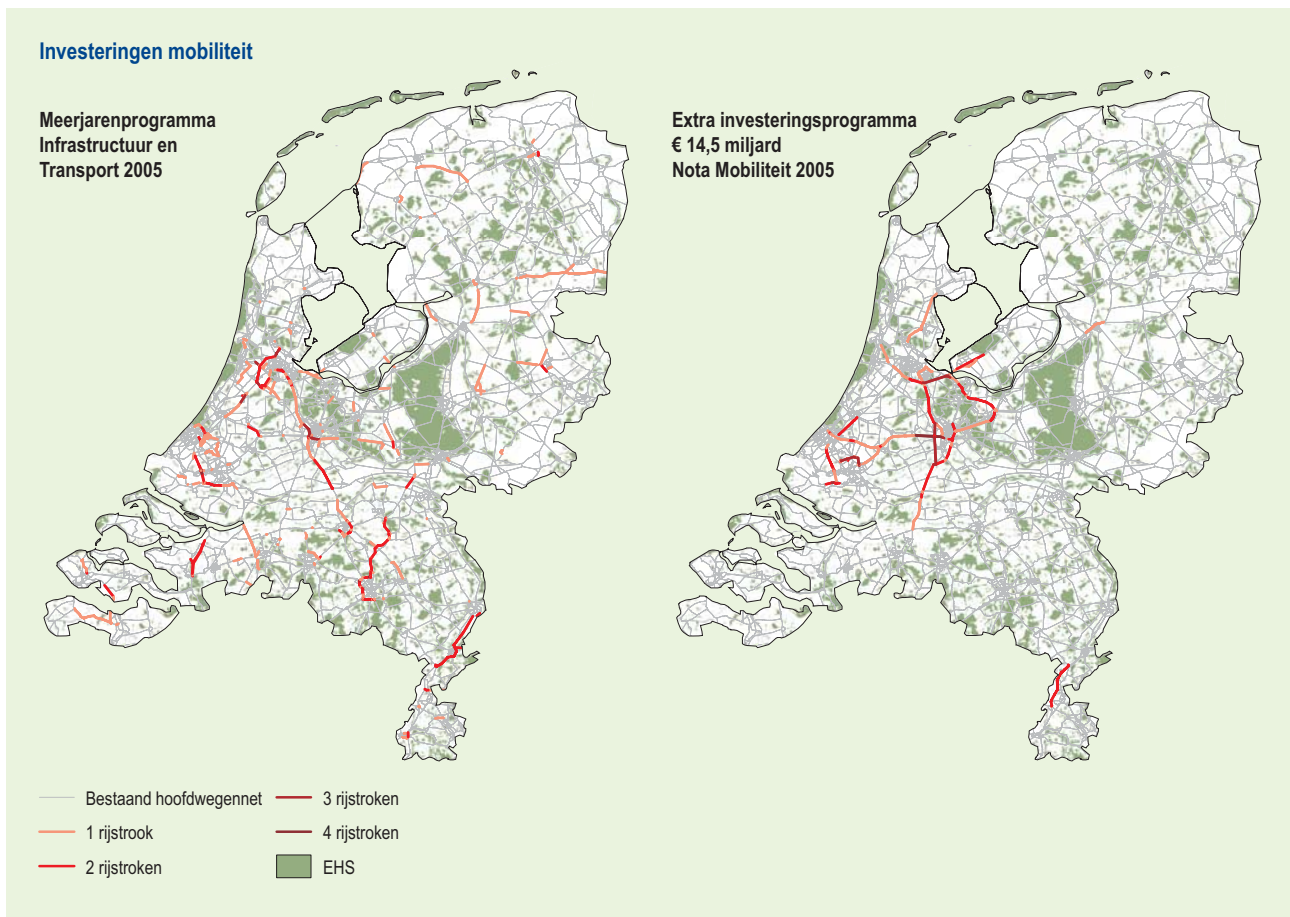 Investeringen mobiliteit
Meerjarenprogramma
Infrastructuur en
Transport 2005
Extra investeringsprogramma
€ 14,5 miljard
Nota Mobiliteit 2005
Bestaand hoofdwegennet
1 rijstrook
2 rijstroken
3 rijstroken
4 rijstroken
EHS